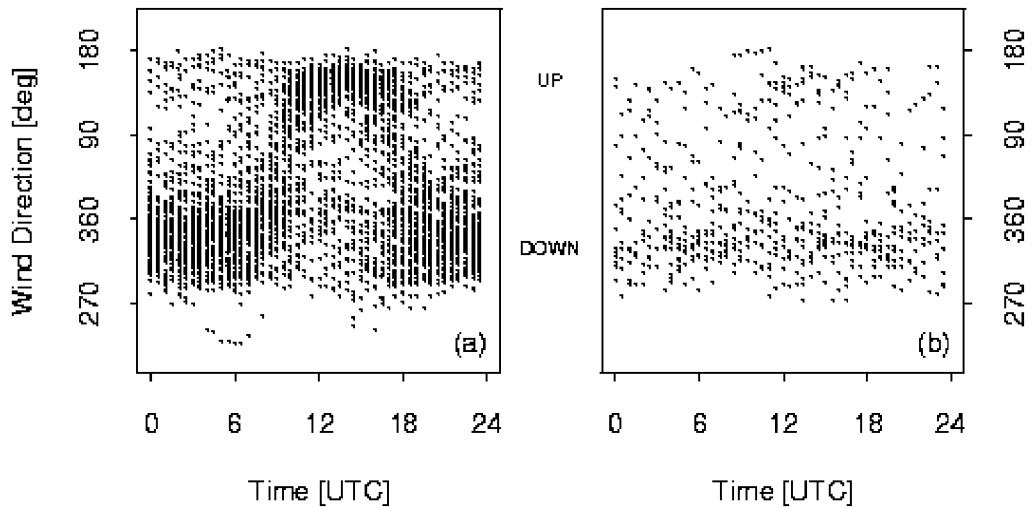 Wind Direction [deg]
180
90
360
270
UP
DOWN
180
90
360
270
(a)
(b)
0 6 12 18 24
0 6 12 18 24
Time [UTC]
Time [UTC]